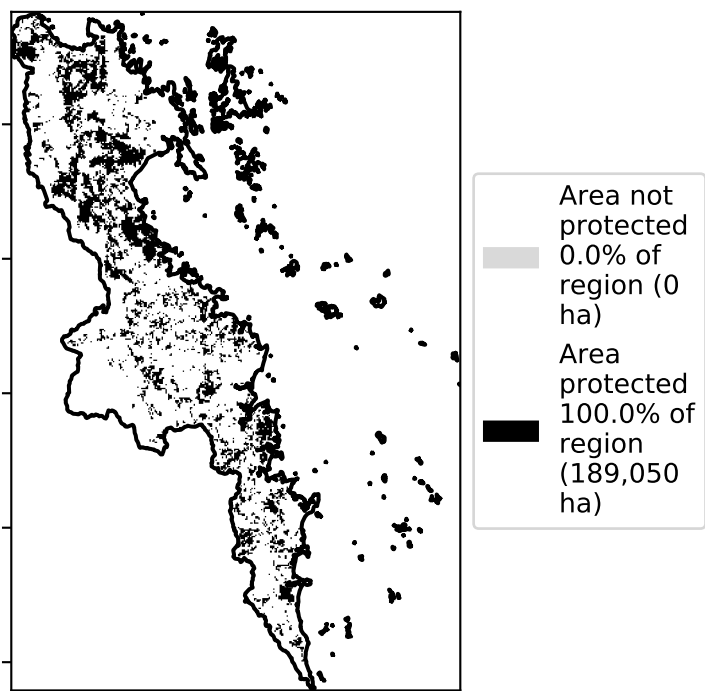 Area not
protected
0.0% of
region (0
ha)
Area
protected
100.0% of
region
(189,050
ha)